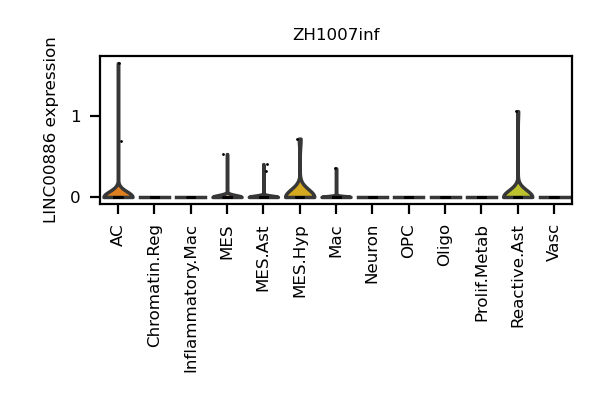 ZH1007inf
LINC00886 expression
1
0
AC
Chromatin.Reg
Inflammatory.Mac
MES
MES.Ast
MES.Hyp
Mac
Neuron
OPC
Oligo
Prolif.Metab
Reactive.Ast
Vasc